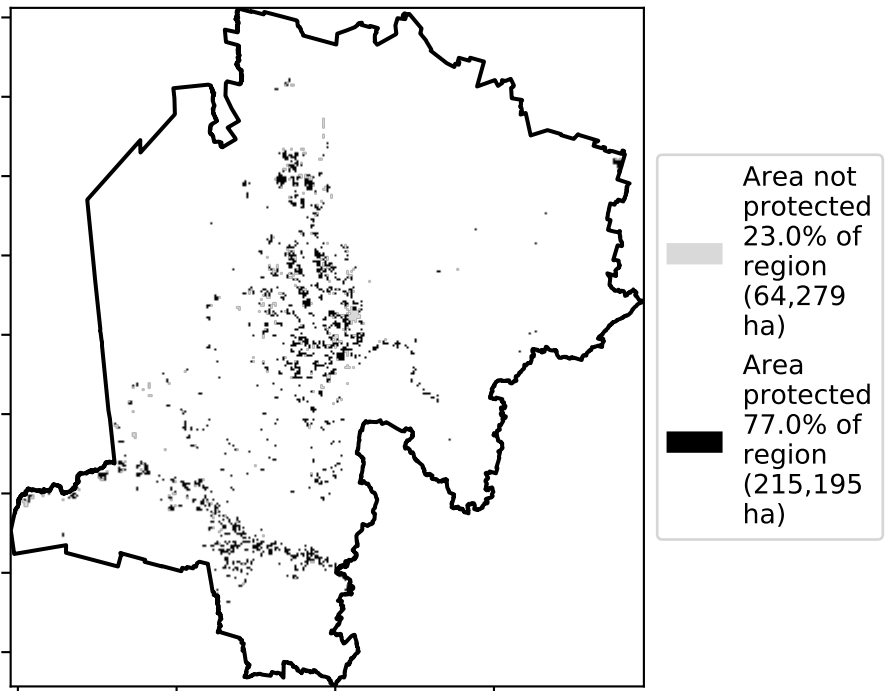 Area not
protected
23.0% of
region
(64,279
ha)
Area
protected
77.0% of
region
(215,195
ha)